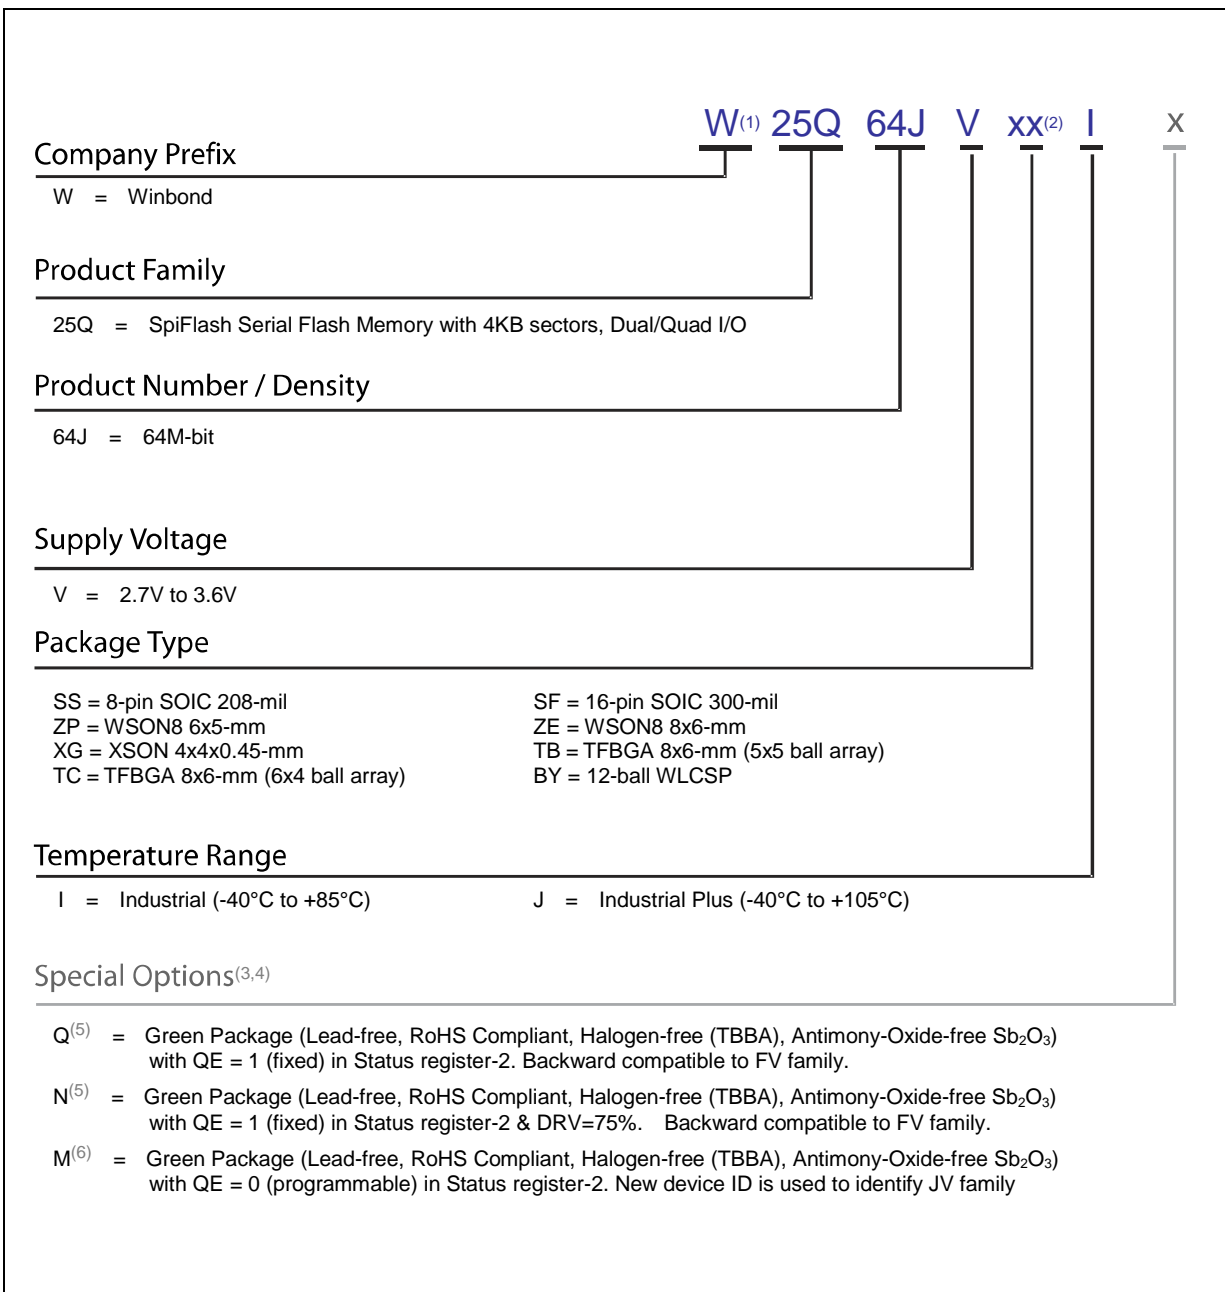 W(1) 25Q 64J V xx(2) I x
Company Prefix
W = Winbond
Product Family
25Q = SpiFlash Serial Flash Memory with 4KB sectors, Dual/Quad I/O
Product Number / Density
64J = 64M-bit
Supply Voltage
V = 2.7V to 3.6V
Package Type
SS = 8-pin SOIC 208-mil SF = 16-pin SOIC 300-mil
ZP = WSON8 6x5-mm ZE = WSON8 8x6-mm
XG = XSON 4x4x0.45-mm TB = TFBGA 8x6-mm (5x5 ball array)
TC = TFBGA 8x6-mm (6x4 ball array) BY = 12-ball WLCSP
Temperature Range
I = Industrial (-40°C to +85°C) J = Industrial Plus (-40°C to +105°C)
Special Options(3,4)
Q(5) = Green Package (Lead-free, RoHS Compliant, Halogen-free (TBBA), Antimony-Oxide-free Sb₂O₃)
with QE = 1 (fixed) in Status register-2. Backward compatible to FV family.
N(5) = Green Package (Lead-free, RoHS Compliant, Halogen-free (TBBA), Antimony-Oxide-free Sb₂O₃)
with QE = 1 (fixed) in Status register-2 & DRV=75%. Backward compatible to FV family.
M(6) = Green Package (Lead-free, RoHS Compliant, Halogen-free (TBBA), Antimony-Oxide-free Sb₂O₃)
with QE = 0 (programmable) in Status register-2. New device ID is used to identify JV family